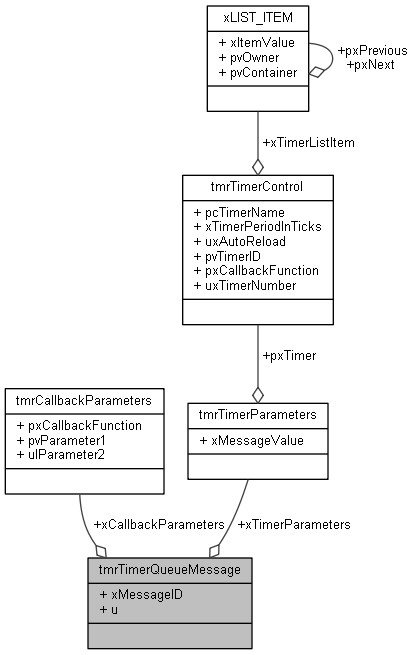 xLIST_ITEM
+ xItemValue
+ pvOwner
+ pvContainer
+pxPrevious
+pxNext
+xTimerListItem
tmrTimerControl
+ pcTimerName
+ xTimerPeriodInTicks
+ uxAutoReload
+ pvTimerID
+ pxCallbackFunction
+ uxTimerNumber
+pxTimer
tmrCallbackParameters
+ pxCallbackFunction
+ pvParameter1
+ ulParameter2
tmrTimerParameters
+ xMessageValue
+xCallbackParameters
+xTimerParameters
tmrTimerQueueMessage
+ xMessageID
+ u